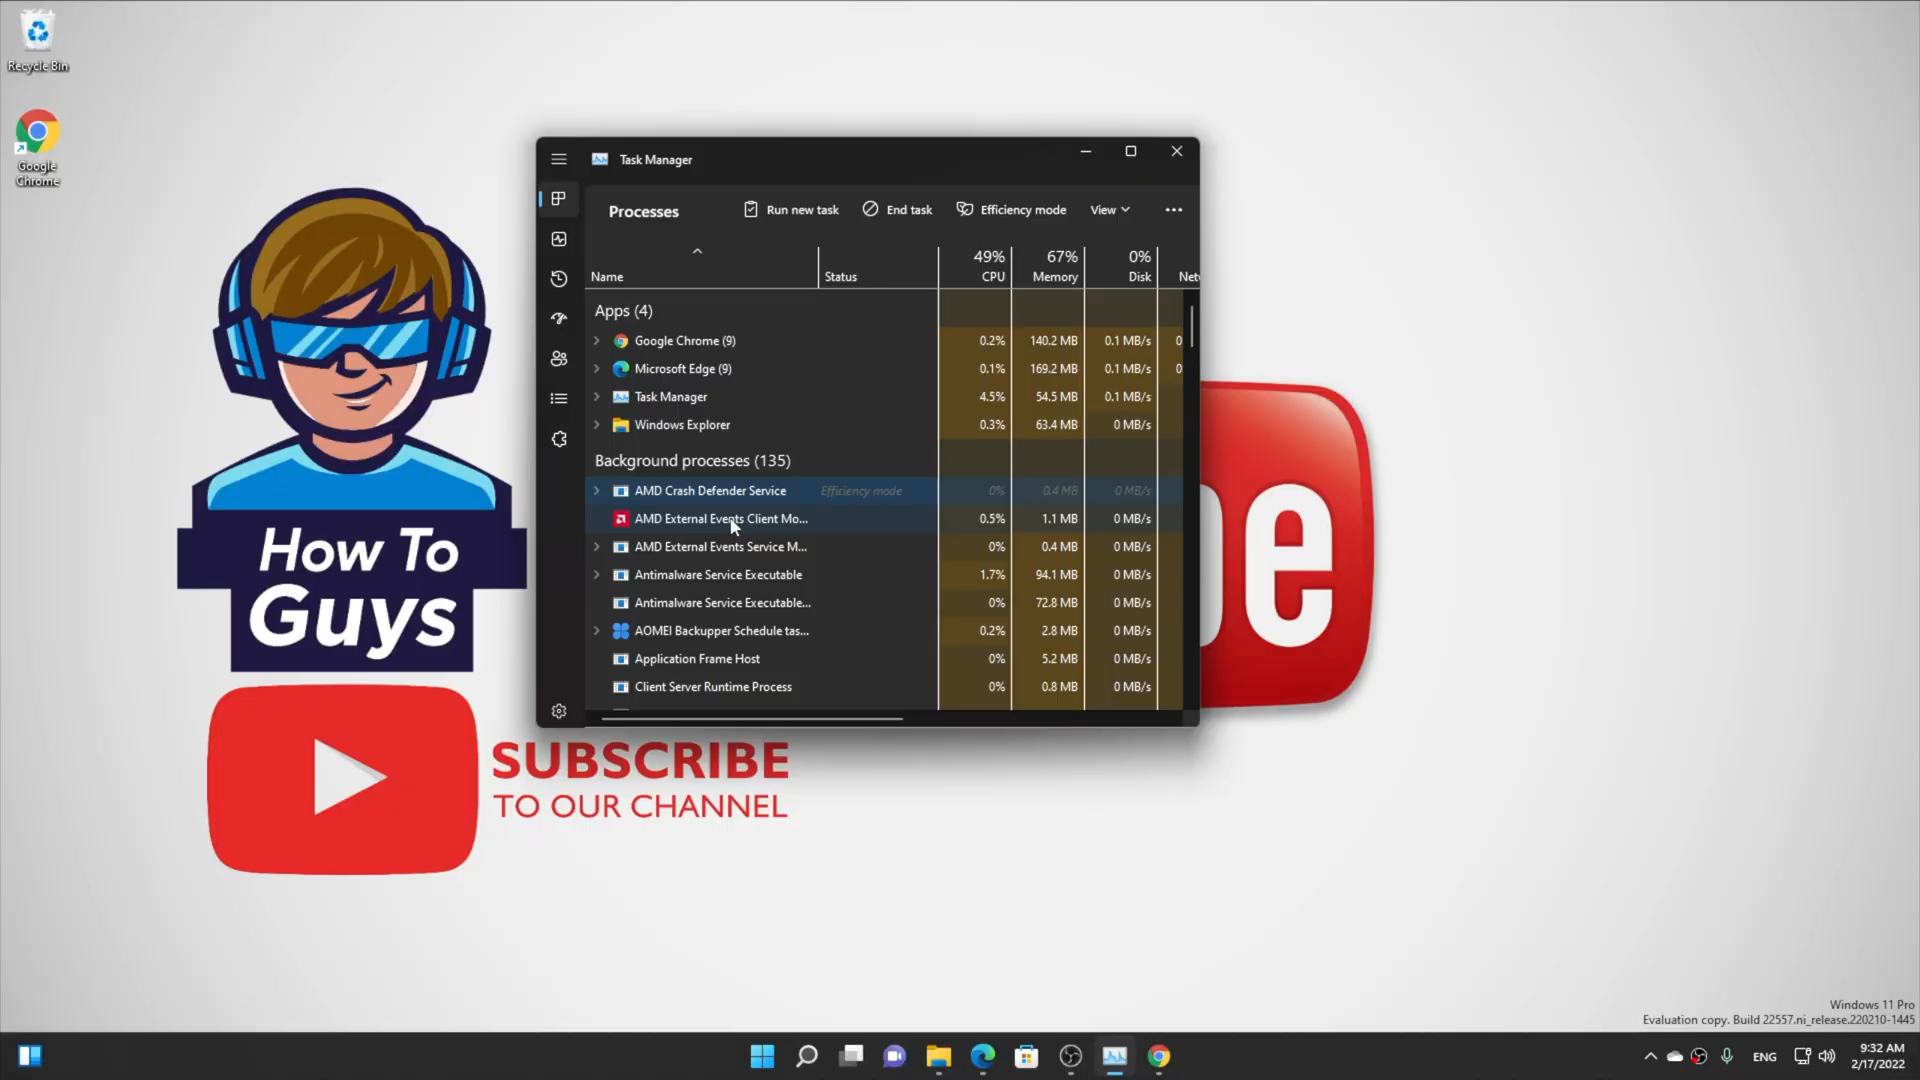 Recycle Bin
Google
Chrome
How To
Guys
SUBSCRIBE
TO OUR CHANNEL
Task Manager
Processes
Run new task
End task
Efficiency mode
View
49%
67%
0%
Name
Status
CPU
Memory
Disk
Apps (4)
Google Chrome (9) 0.2% 140.2 MB 0.1 MB/s 0
Microsoft Edge (9) 0.1% 169.2 MB 0.1 MB/s 0
Task Manager 4.5% 54.5 MB 0.1 MB/s
Windows Explorer 0.3% 63.4 MB 0 MB/s
Background processes (135)
AMD Crash Defender Service Efficiency mode 0% 0.4 MB 0 MB/s
AMD External Events Client Mo... 0.5% 1.1 MB 0 MB/s
AMD External Events Service M... 0% 0.4 MB 0 MB/s
Antimalware Service Executable 1.7% 94.1 MB 0 MB/s
Antimalware Service Executable... 0% 72.8 MB 0 MB/s
AOMEI Backupper Schedule tas... 0.2% 2.8 MB 0 MB/s
Application Frame Host 0% 5.2 MB 0 MB/s
Client Server Runtime Process 0% 0.8 MB 0 MB/s
Windows 11 Pro
Evaluation copy. Build 22557.ni_release.220210-1445
ENG
9:32 AM
2/17/2022